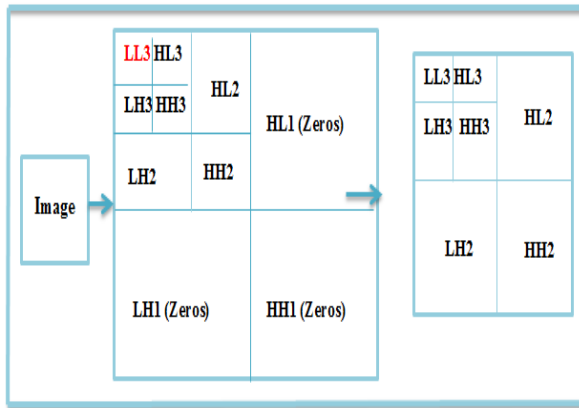 Image
LL3 HL3
LH3 HH3
HL2
LH2
HH2
HL1 (Zeros)
LH1 (Zeros)
HH1 (Zeros)
LL3 HL3
LH3 HH3
HL2
LH2
HH2